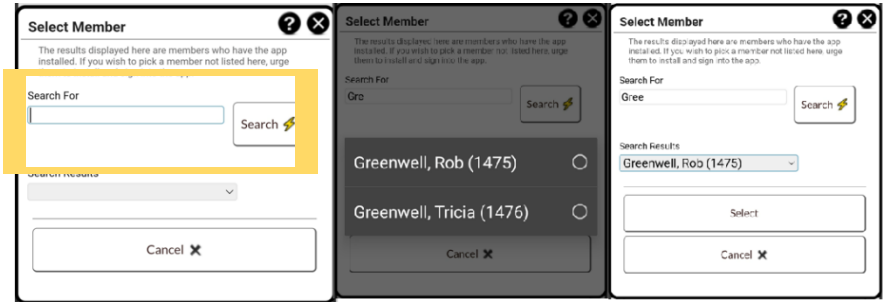 Select Member
The results displayed here are members who have the app
installed. If you wish to pick a member not listed here, urge
Search For
Search
Search Results
Cancel
Select Member
The results displayed here are members who have the app
installed. If you wish to pick a member not listed here, urge
them to install and sign into the app.
Search For
Gre
Search
Greenwell, Rob (1475)
Greenwell, Tricia (1476)
Cancel
Select Member
The results displayed here are members who have the app
installed. If you wish to pick a member not listed here, urge
them to install and sign into the app.
Search For
Gree
Search
Search Results
Greenwell, Rob (1475)
Select
Cancel